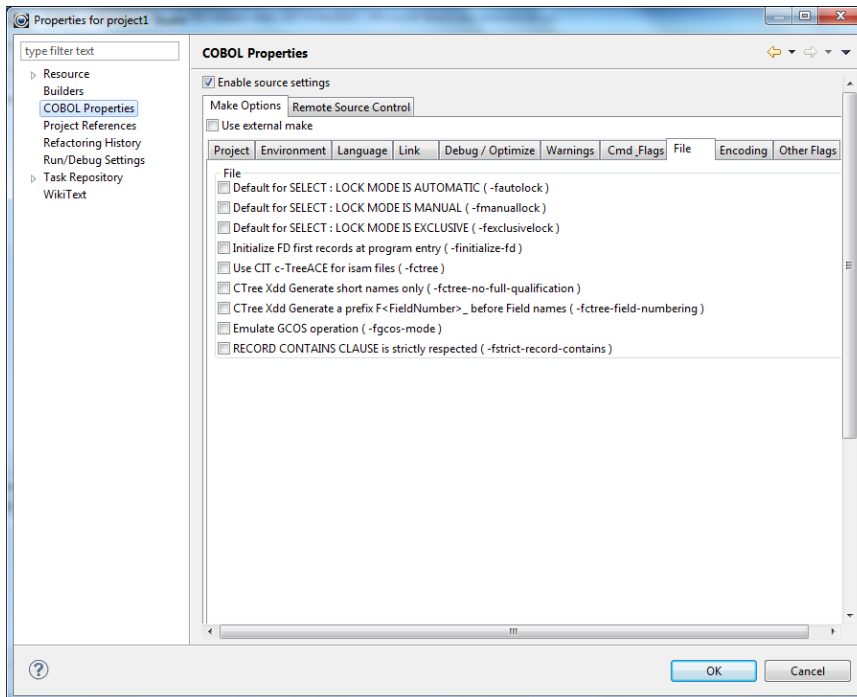 Properties for project1
type filter text
Resource
Builders
COBOL Properties
Project References
Refactoring History
Run/Debug Settings
Task Repository
WikiText
COBOL Properties
Enable source settings
Make Options Remote Source Control
Use external make
Project Environment Language Link Debug / Optimize Warnings Cmd_Flags File Encoding Other Flags
File
Default for SELECT : LOCK MODE IS AUTOMATIC ( -fautolock )
Default for SELECT : LOCK MODE IS MANUAL ( -fmanuallock )
Default for SELECT : LOCK MODE IS EXCLUSIVE ( -fexclusivelock )
Initialize FD first records at program entry ( -finitialize-fd )
Use CIT c-TreeACE for isam files ( -fctree )
CTree Xdd Generate short names only ( -fctree-no-full-qualification )
CTree Xdd Generate a prefix F<FieldNumber>_ before Field names ( -fctree-field-numbering )
Emulate GCOS operation ( -fgcos-mode )
RECORD CONTAINS CLAUSE is strictly respected ( -fstrict-record-contains )
OK Cancel